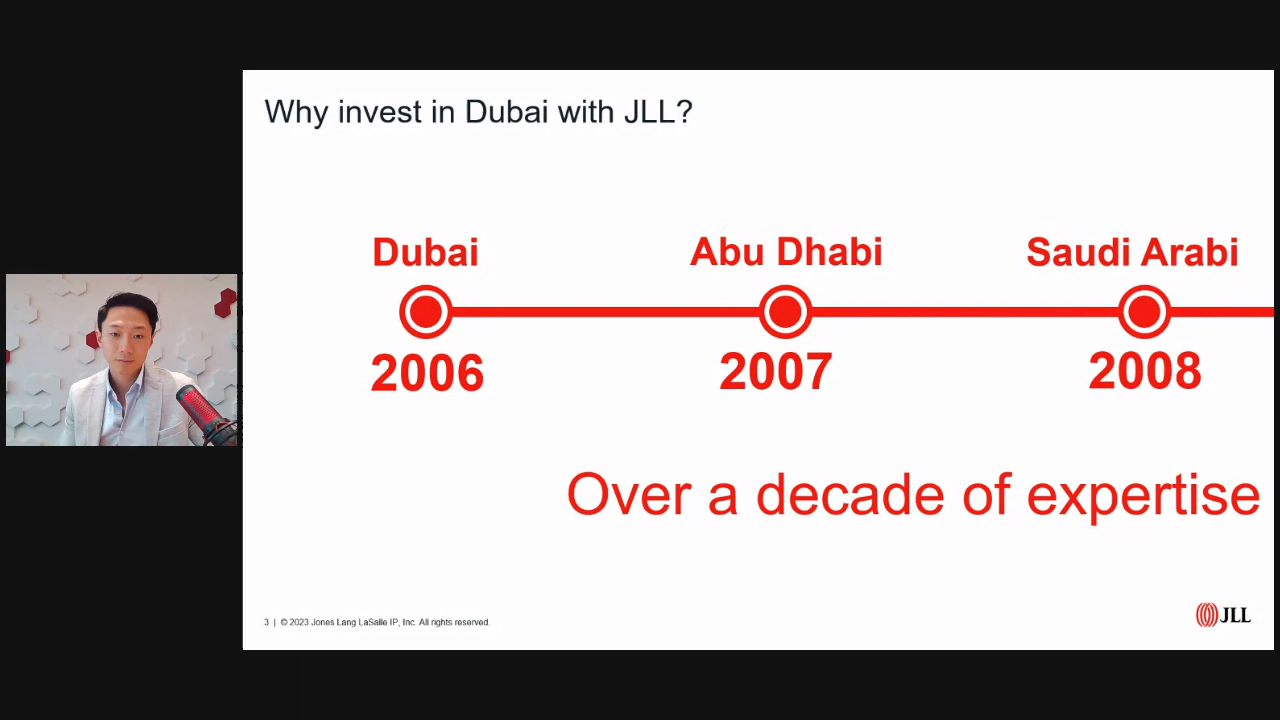 Why invest in Dubai with JLL?
Dubai
Abu Dhabi
Saudi Arabi
2006
2007
2008
Over a decade of expertise
3 | © 2023 Jones Lang LaSalle IP, Inc. All rights reserved.
JLL